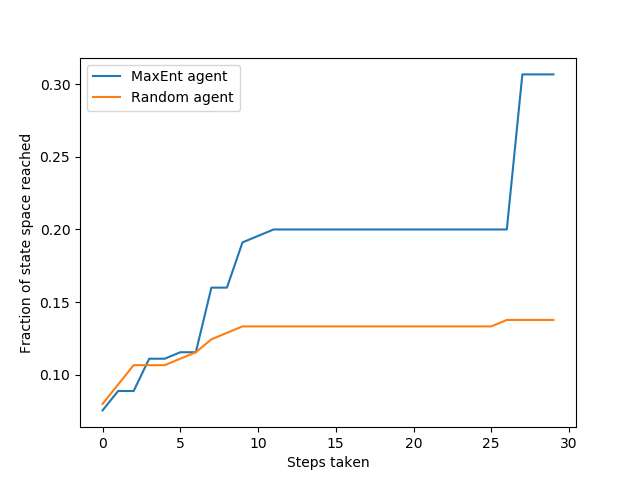 MaxEnt agent
Random agent
Fraction of state space reached
0.30
0.25
0.20
0.15
0.10
0 5 10 15 20 25 30
Steps taken